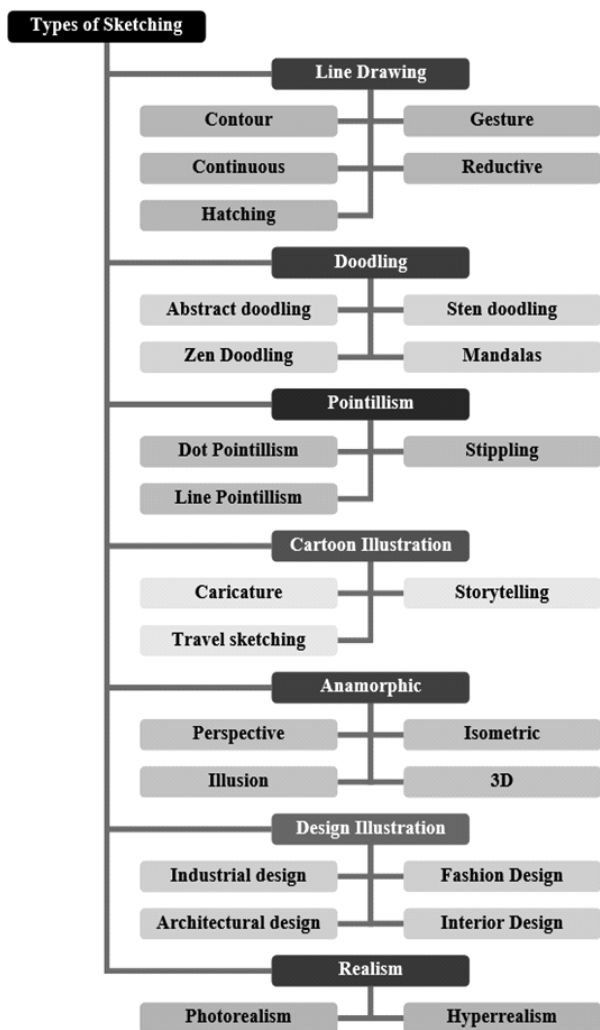 Types of Sketching
Line Drawing
Contour
Gesture
Continuous
Reductive
Hatching
Doodling
Abstract doodling
Sten doodling
Zen Doodling
Mandalas
Pointillism
Dot Pointillism
Stippling
Line Pointillism
Cartoon Illustration
Caricature
Storytelling
Travel sketching
Anamorphic
Perspective
Isometric
Illusion
3D
Design Illustration
Industrial design
Fashion Design
Architectural design
Interior Design
Realism
Photorealism
Hyperrealism